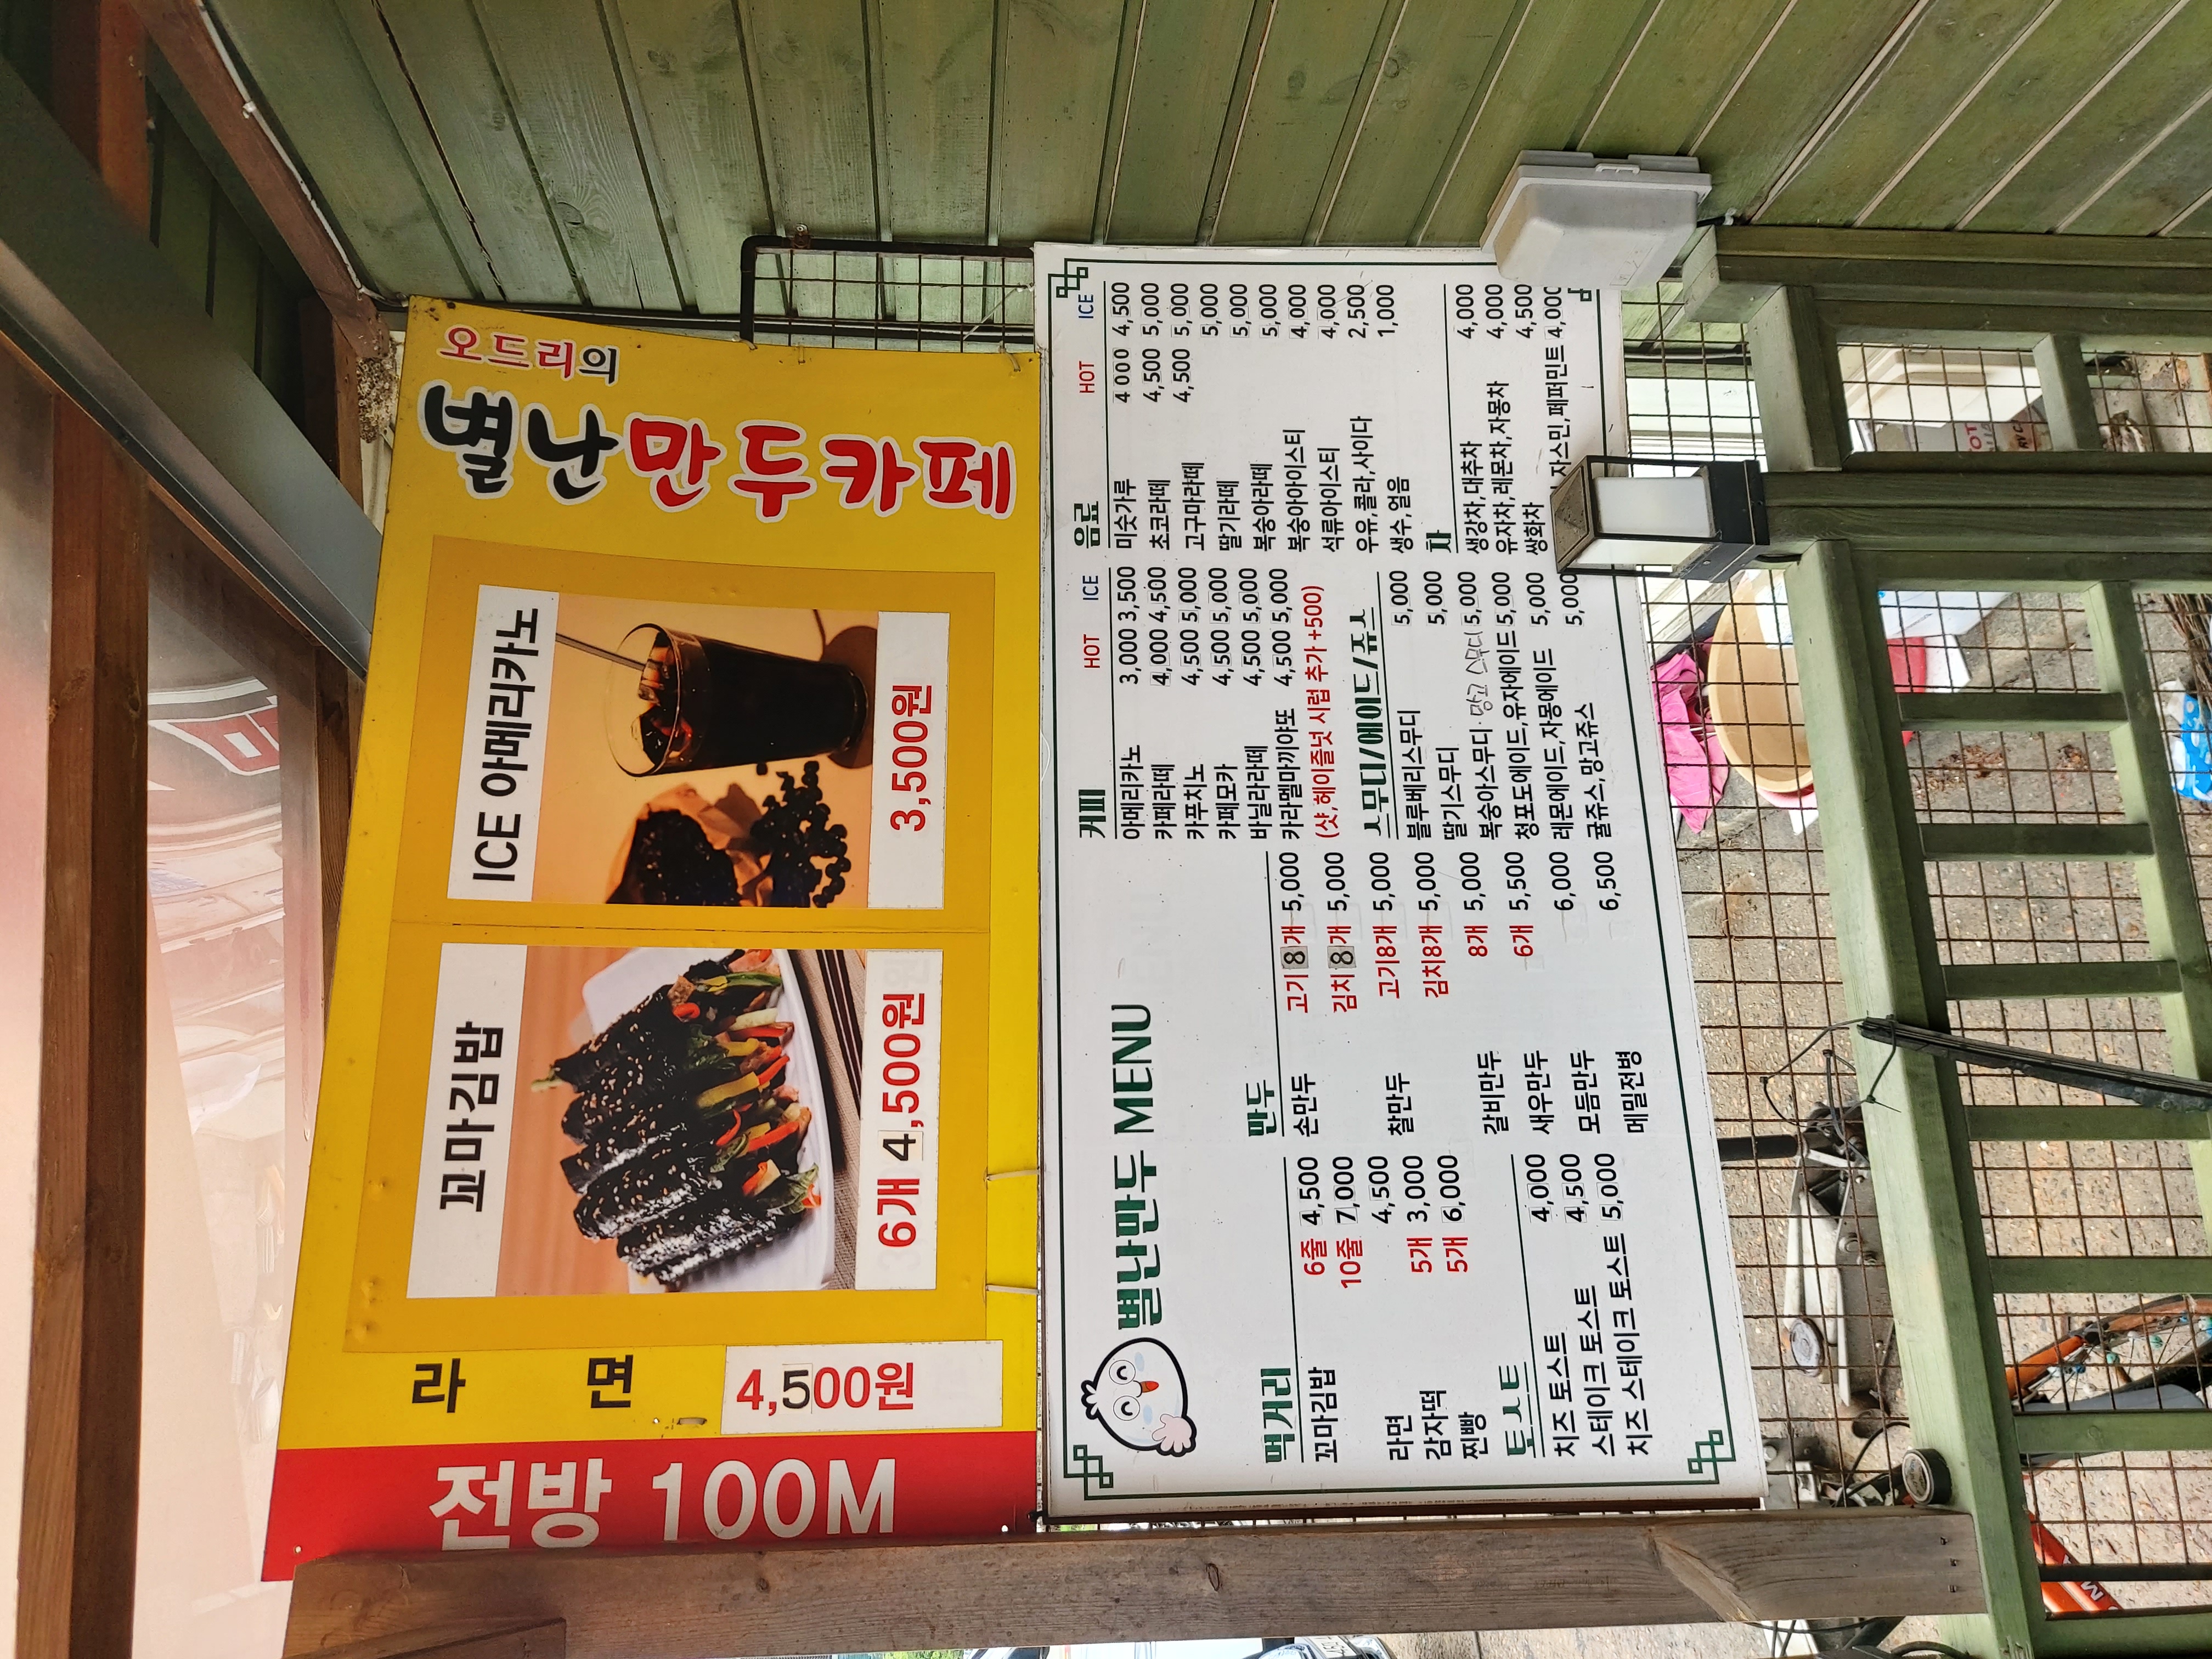 오드리의
별난만두카페
ICE 아메리카노
3,500원
꼬마김밥
6개 4,500원
라면
4,500원
전방 100M
별난만두 MENU
먹거리
꼬마김밥 6줄 4,500
10줄 7,000
라면 4,500
감자떡 5개 3,000
찐빵 5개 6,000
토스트
치즈 토스트 4,000
스테이크 토스트 4,500
치즈 스테이크 토스트 5,000
만두
손만두 고기 8개 5,000
김치 8개 5,000
찰만두 고기8개 5,000
김치8개 5,000
갈비만두 8개 5,000
새우만두 6개 5,500
모듬만두 6,000
메밀전병 6,500
커피 HOT ICE
아메리카노 3,000 3,500
카페라떼 4,000 4,500
카푸치노 4,500 5,000
카페모카 4,500 5,000
바닐라라떼 4,500 5,000
카라멜마끼야또 4,500 5,000
(샷,헤이즐넛 시럽 추가 +500)
스무디/에이드/쥬스
블루베리스무디 5,000
딸기스무디 5,000
복숭아스무디·망고 스무디 5,000
청포도에이드,유자에이드 5,000
레몬에이드,자몽에이드 5,000
귤쥬스,망고쥬스 5,000
음료 HOT ICE
미숫가루 4000 4,500
초코라떼 4,500 5,000
고구마라떼 4,500 5,000
딸기라떼 5,000
복숭아라떼 5,000
복숭아아이스티 5,000
석류아이스티 4,000
우유,콜라,사이다 4,000
2,500
생수,얼음 1,000
차
생강차,대추차 4,000
유자차,레몬차,자몽차 4,000
쌍화차 4,500
자스민,페퍼민트 4,000